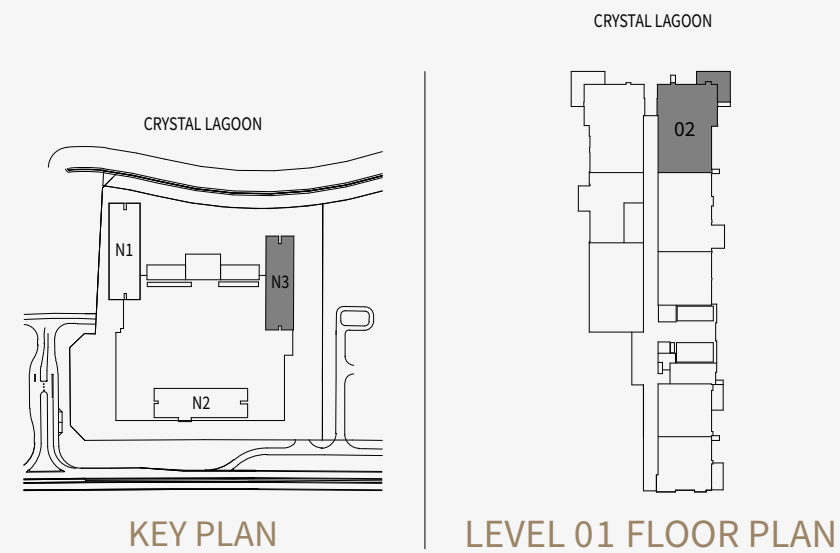 CRYSTAL LAGOON
N1
N3
N2
KEY PLAN
CRYSTAL LAGOON
02
LEVEL 01 FLOOR PLAN